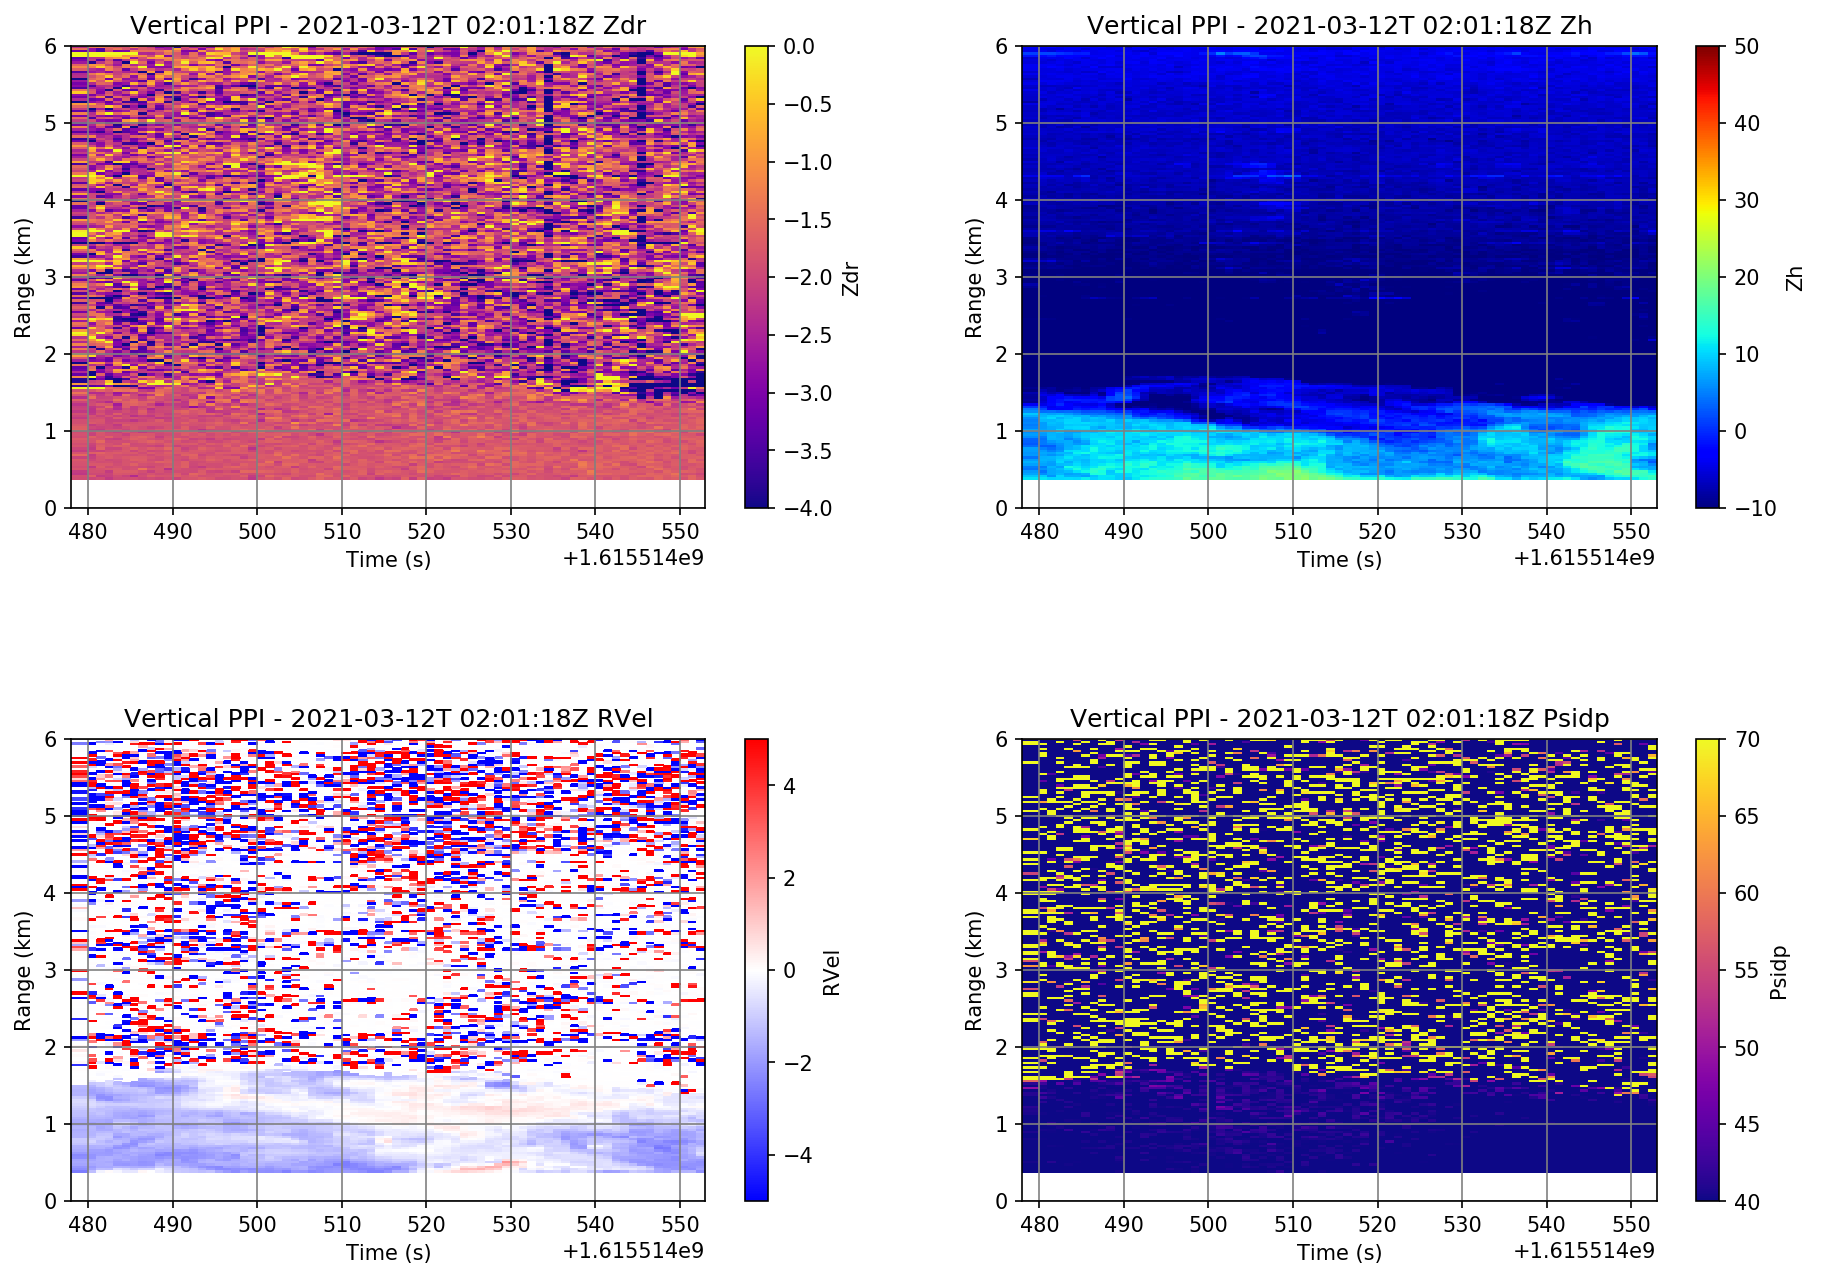 Vertical PPI - 2021-03-12T 02:01:18Z Zdr
6
5
4
3
2
1
0
Range (km)
480 490 500 510 520 530 540 550
Time (s)
+1.615514e9
0.0
−0.5
−1.0
−1.5
−2.0
−2.5
−3.0
−3.5
−4.0
Zdr
Vertical PPI - 2021-03-12T 02:01:18Z Zh
6
5
4
3
2
1
0
Range (km)
480 490 500 510 520 530 540 550
Time (s)
+1.615514e9
50
40
30
20
10
0
−10
Zh
Vertical PPI - 2021-03-12T 02:01:18Z RVel
6
5
4
3
2
1
0
Range (km)
480 490 500 510 520 530 540 550
Time (s)
+1.615514e9
4
2
0
−2
−4
RVel
Vertical PPI - 2021-03-12T 02:01:18Z Psidp
6
5
4
3
2
1
0
Range (km)
480 490 500 510 520 530 540 550
Time (s)
+1.615514e9
70
65
60
55
50
45
40
Psidp